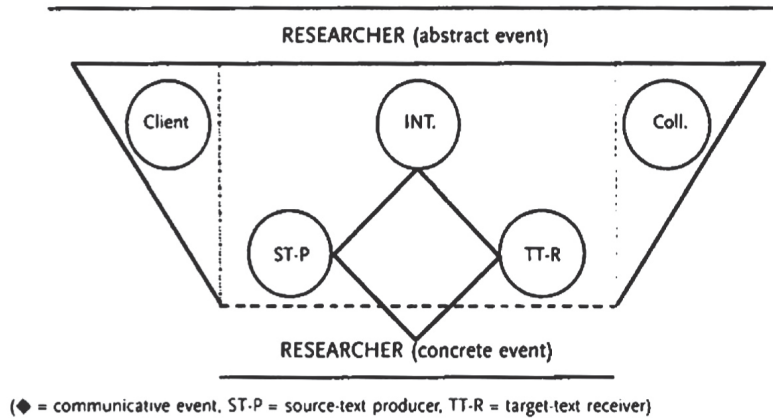 RESEARCHER (abstract event)
Client
INT.
Coll.
ST-P
TT-R
RESEARCHER (concrete event)
(◆ = communicative event, ST-P = source-text producer, TT-R = target-text receiver)